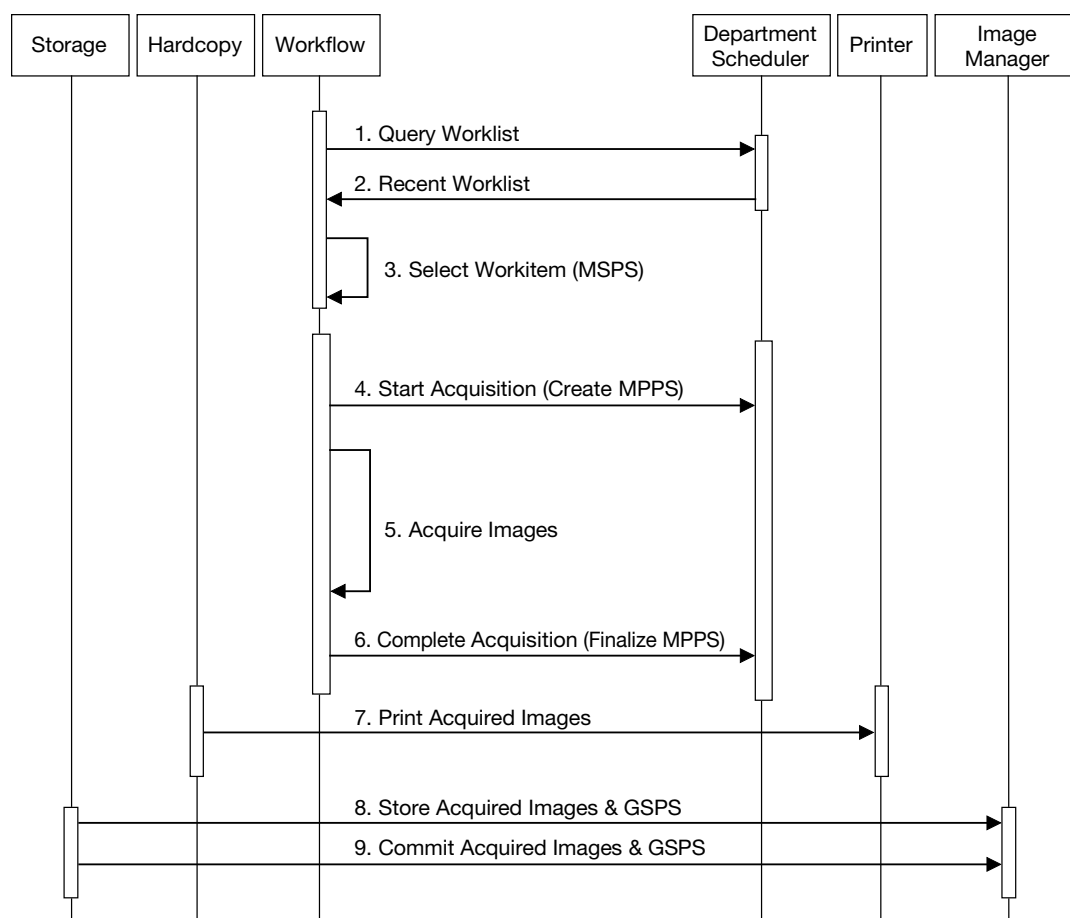 Storage
Hardcopy
Workflow
Department
Scheduler
Printer
Image
Manager
1. Query Worklist
2. Recent Worklist
3. Select Workitem (MSPS)
4. Start Acquisition (Create MPPS)
5. Acquire Images
6. Complete Acquisition (Finalize MPPS)
7. Print Acquired Images
8. Store Acquired Images & GSPS
9. Commit Acquired Images & GSPS